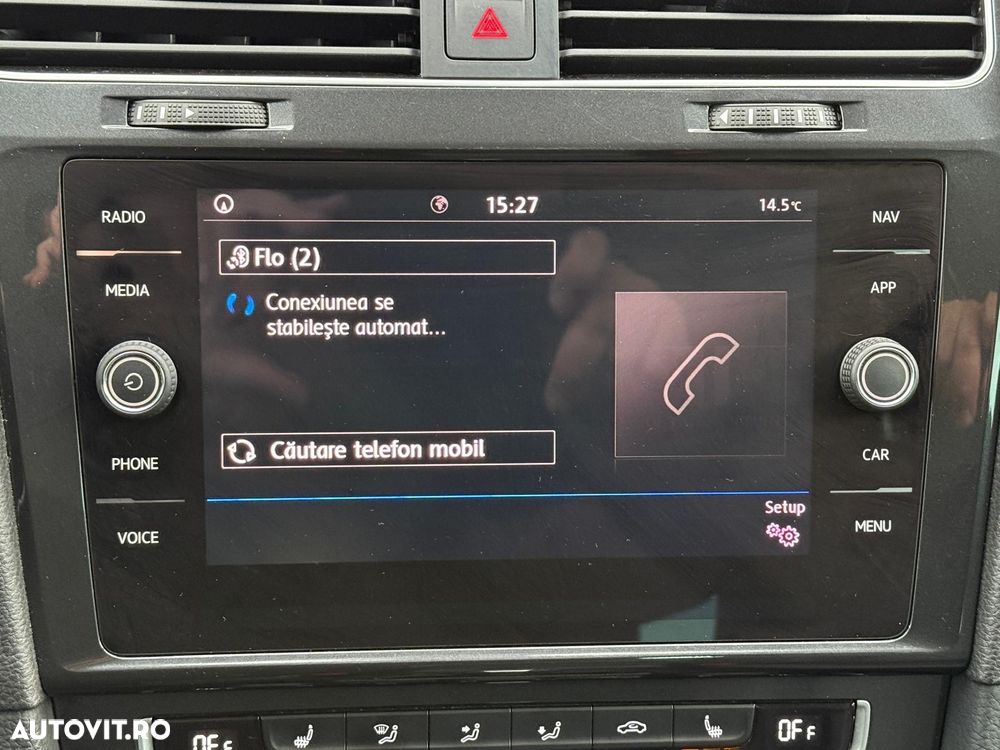 15:27
14.5°C
RADIO
NAV
Flo (2)
MEDIA
APP
Conexiunea se
stabilește automat...
PHONE
Căutare telefon mobil
CAR
Setup
VOICE
MENU
AUTOVIT.RO
OFF
OFF